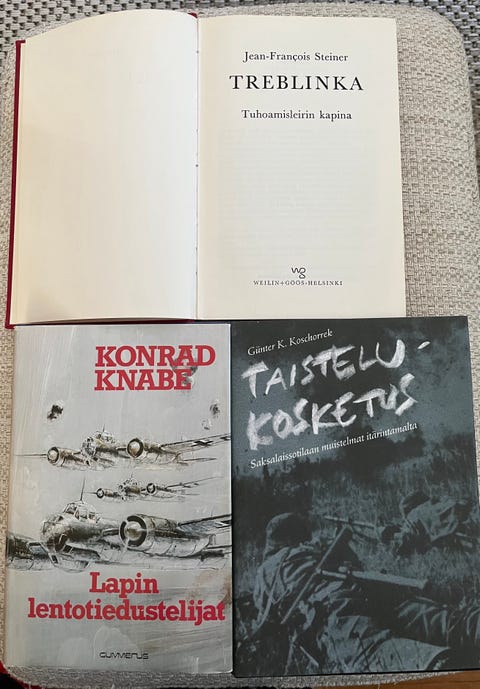 Jean-François Steiner
TREBLINKA
Tuhoamisleirin kapina
wg
WEILIN+GÖÖS·HELSINKI
KONRAD
KNABE
Lapin
lentotiedustelijat
GUMMERUS
Günter K. Koschorrek
TAISTELU-
KOSKETUS
Saksalaissotilaan muistelmat itärintamalta